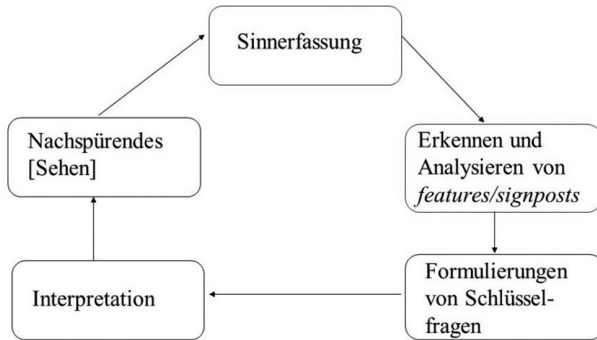 Sinnerfassung
Erkennen und
Analysieren von
features/signposts
Formulierungen
von Schlüssel-
fragen
Interpretation
Nachspürendes
[Sehen]